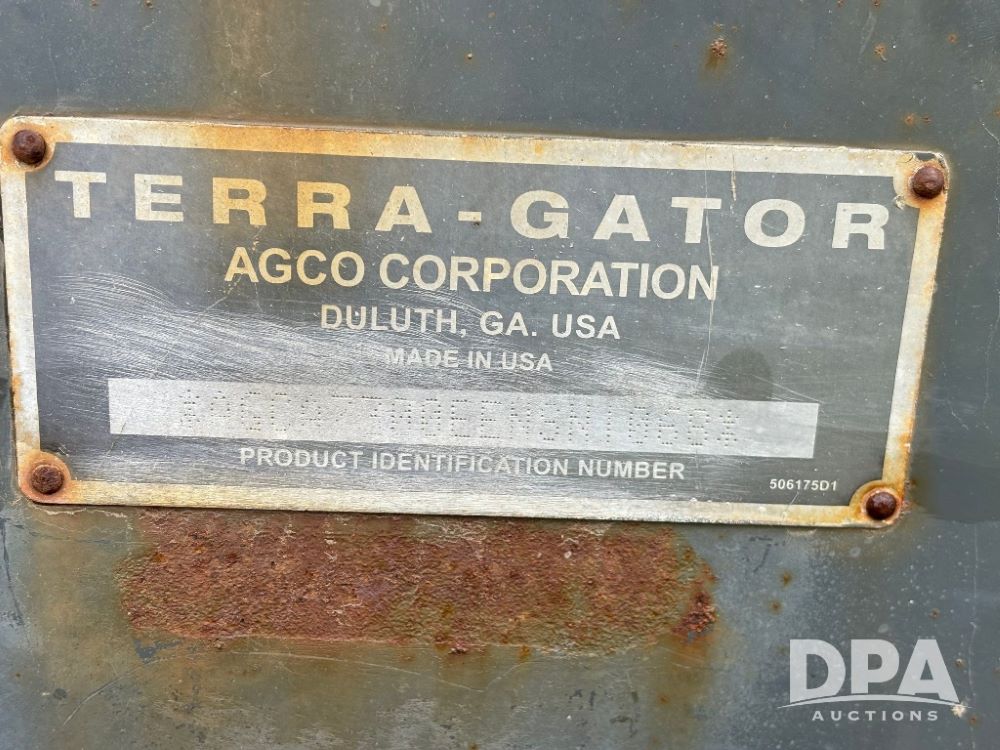 TERRA-GATOR
AGCO CORPORATION
DULUTH, GA. USA
MADE IN USA
PRODUCT IDENTIFICATION NUMBER
506175D1
DPA
AUCTIONS